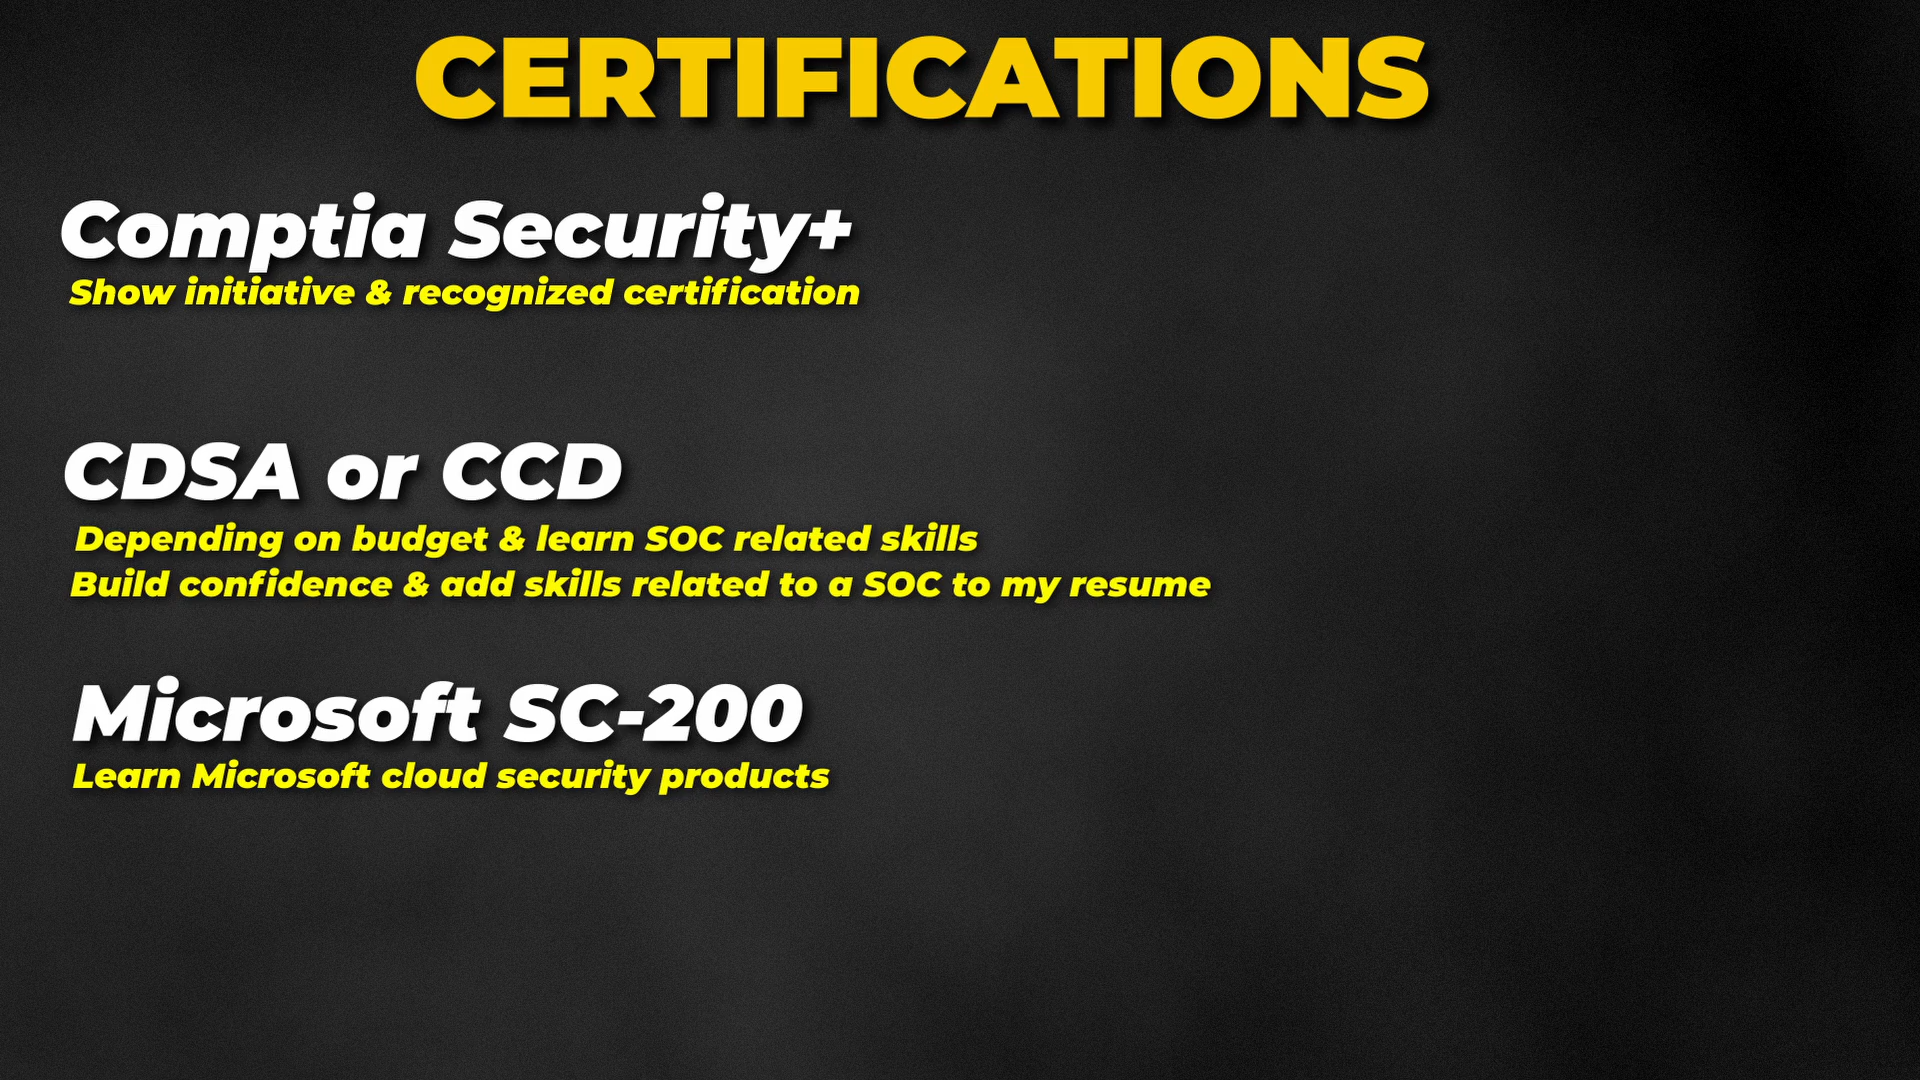 CERTIFICATIONS
Comptia Security+
Show initiative & recognized certification
CDSA or CCD
Depending on budget & learn SOC related skills
Build confidence & add skills related to a SOC to my resume
Microsoft SC-200
Learn Microsoft cloud security products